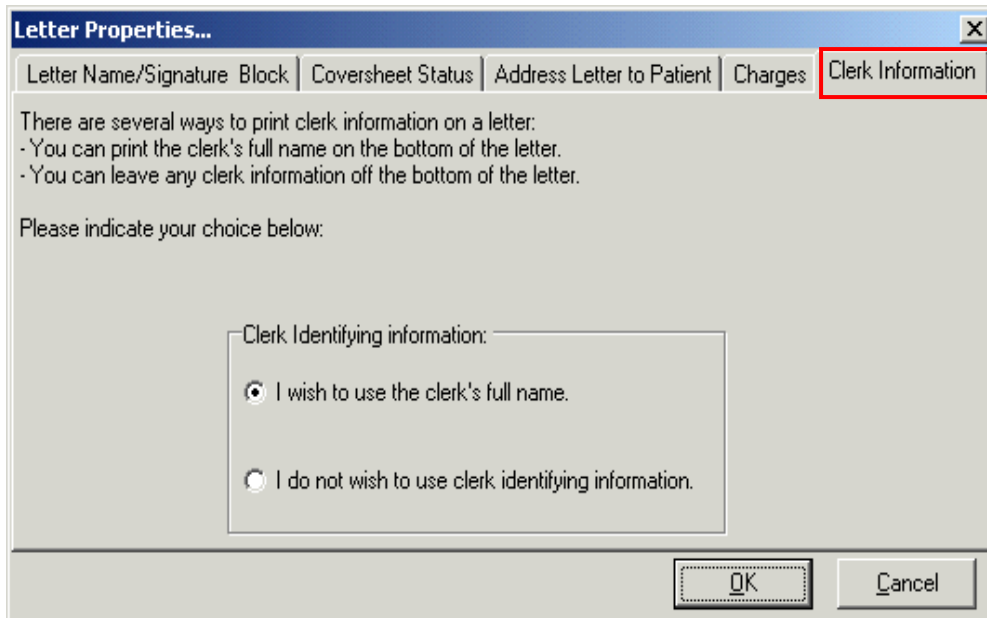 Letter Properties...
Letter Name/Signature Block Coversheet Status Address Letter to Patient Charges Clerk Information
There are several ways to print clerk information on a letter:
- You can print the clerk's full name on the bottom of the letter.
- You can leave any clerk information off the bottom of the letter.
Please indicate your choice below:
Clerk Identifying information:
I wish to use the clerk's full name.
I do not wish to use clerk identifying information.
OK Cancel